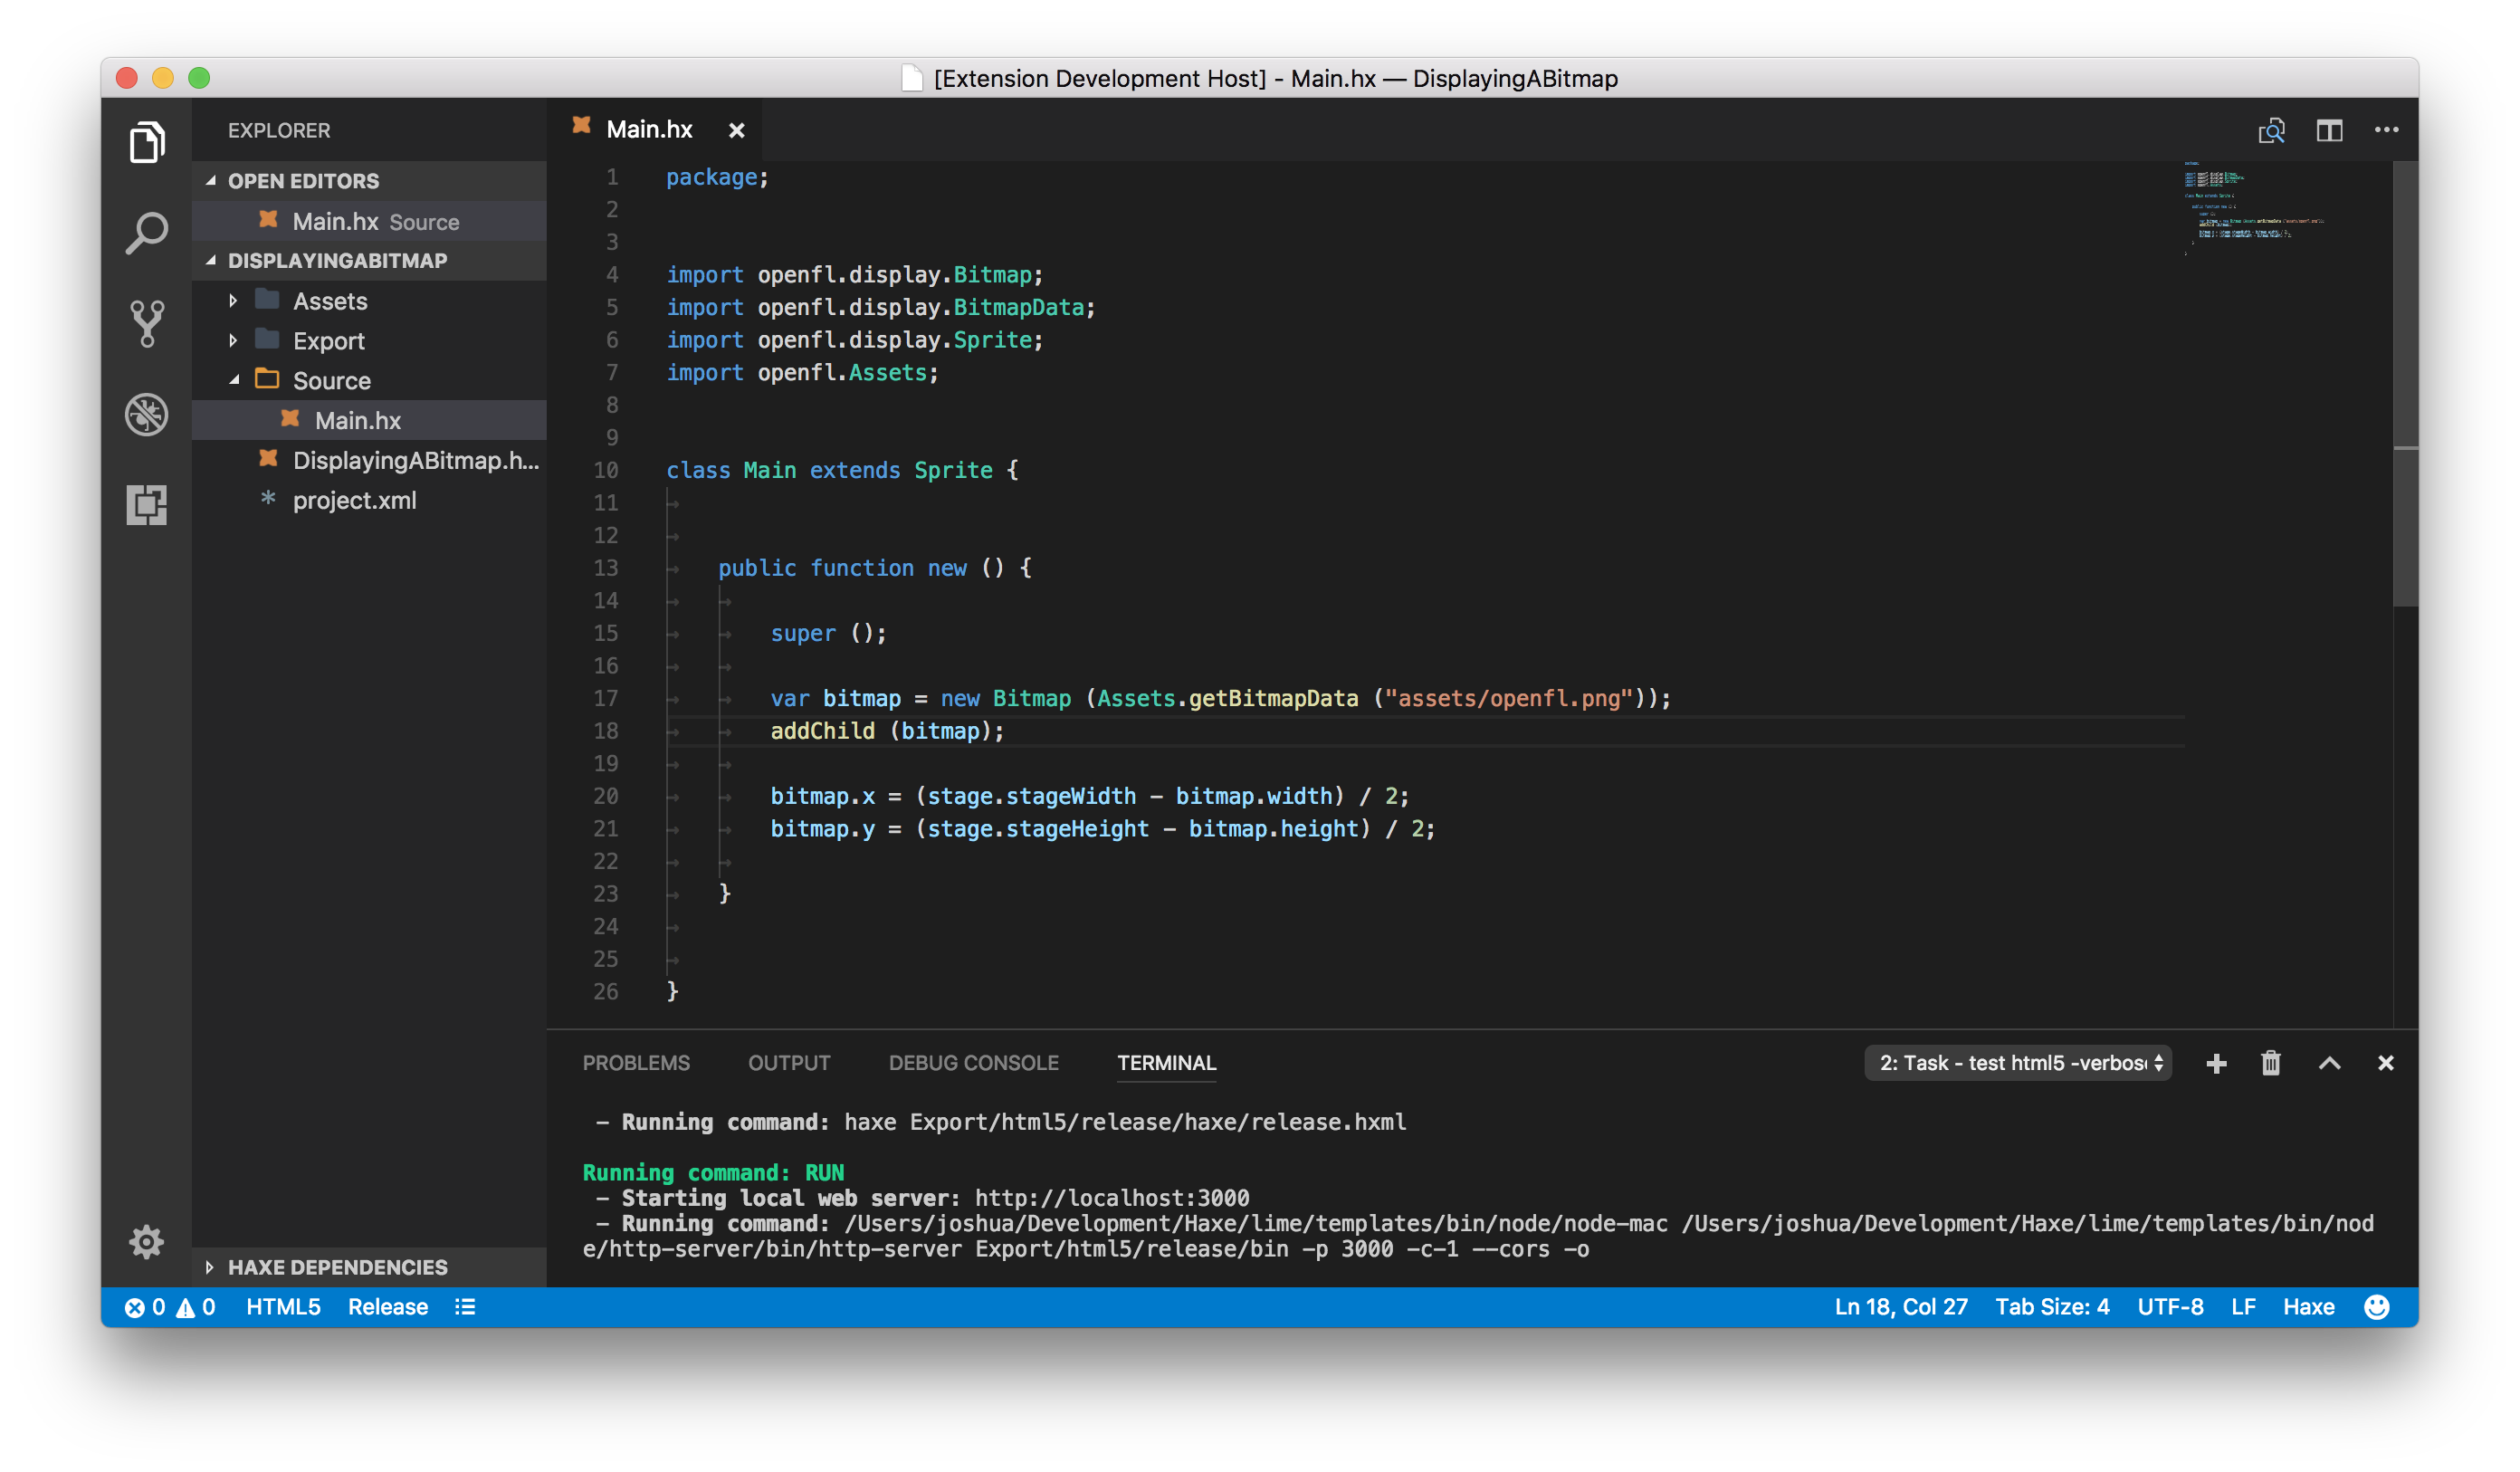 [Extension Development Host] - Main.hx — DisplayingABitmap
EXPLORER
OPEN EDITORS
Main.hx Source
DISPLAYINGABITMAP
Assets
Export
Source
Main.hx
DisplayingABitmap.h...
project.xml
HAXE DEPENDENCIES
Main.hx
1 package;
2
3
4 import openfl.display.Bitmap;
5 import openfl.display.BitmapData;
6 import openfl.display.Sprite;
7 import openfl.Assets;
8
9
10 class Main extends Sprite {
11
12
13 public function new () {
14
15 super ();
16
17 var bitmap = new Bitmap (Assets.getBitmapData ("assets/openfl.png"));
18 addChild (bitmap);
19
20 bitmap.x = (stage.stageWidth - bitmap.width) / 2;
21 bitmap.y = (stage.stageHeight - bitmap.height) / 2;
22
23 }
24
25
26 }
PROBLEMS OUTPUT DEBUG CONSOLE TERMINAL 2: Task - test html5 -verbos
- Running command: haxe Export/html5/release/haxe/release.hxml
Running command: RUN
- Starting local web server: http://localhost:3000
- Running command: /Users/joshua/Development/Haxe/lime/templates/bin/node/node-mac /Users/joshua/Development/Haxe/lime/templates/bin/nod
e/http-server/bin/http-server Export/html5/release/bin -p 3000 -c-1 --cors -o
0 0 HTML5 Release Ln 18, Col 27 Tab Size: 4 UTF-8 LF Haxe